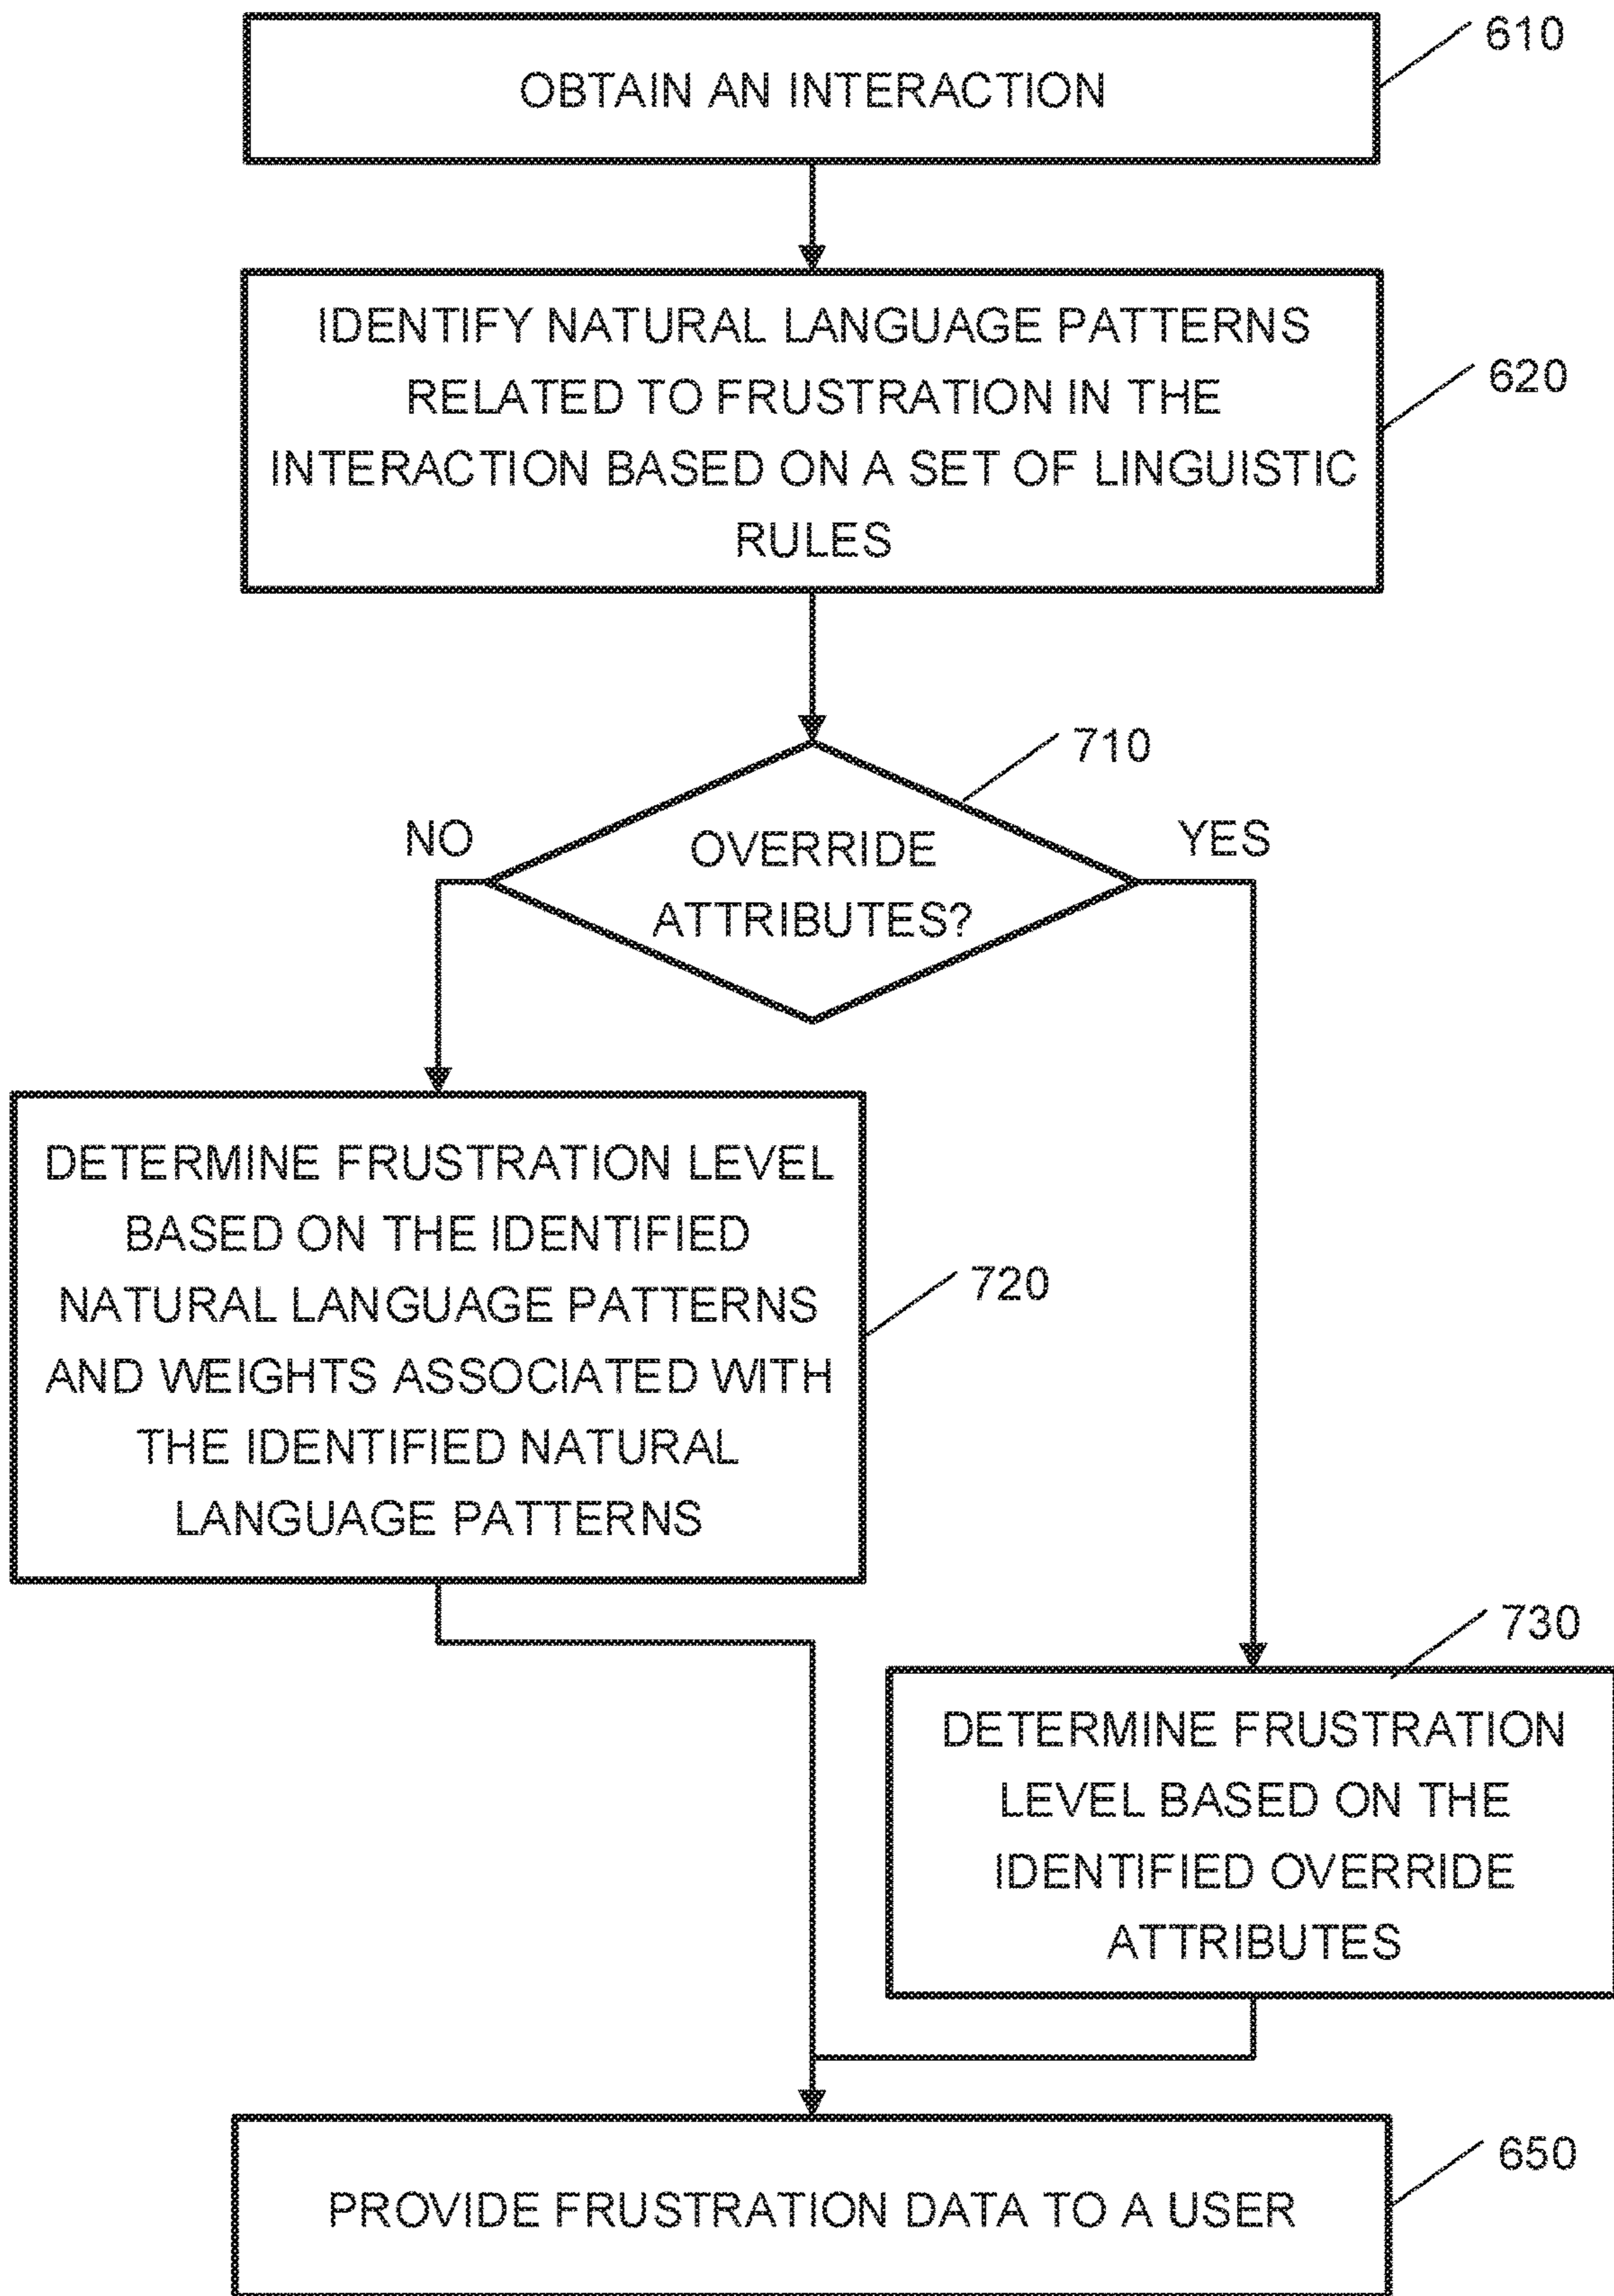 610
OBTAIN AN INTERACTION
IDENTIFY NATURAL LANGUAGE PATTERNS
RELATED TO FRUSTRATION IN THE
INTERACTION BASED ON A SET OF LINGUISTIC
RULES
620
710
NO
OVERRIDE
ATTRIBUTES?
YES
DETERMINE FRUSTRATION LEVEL
BASED ON THE IDENTIFIED
NATURAL LANGUAGE PATTERNS
AND WEIGHTS ASSOCIATED WITH
THE IDENTIFIED NATURAL
LANGUAGE PATTERNS
720
730
DETERMINE FRUSTRATION
LEVEL BASED ON THE
IDENTIFIED OVERRIDE
ATTRIBUTES
650
PROVIDE FRUSTRATION DATA TO A USER